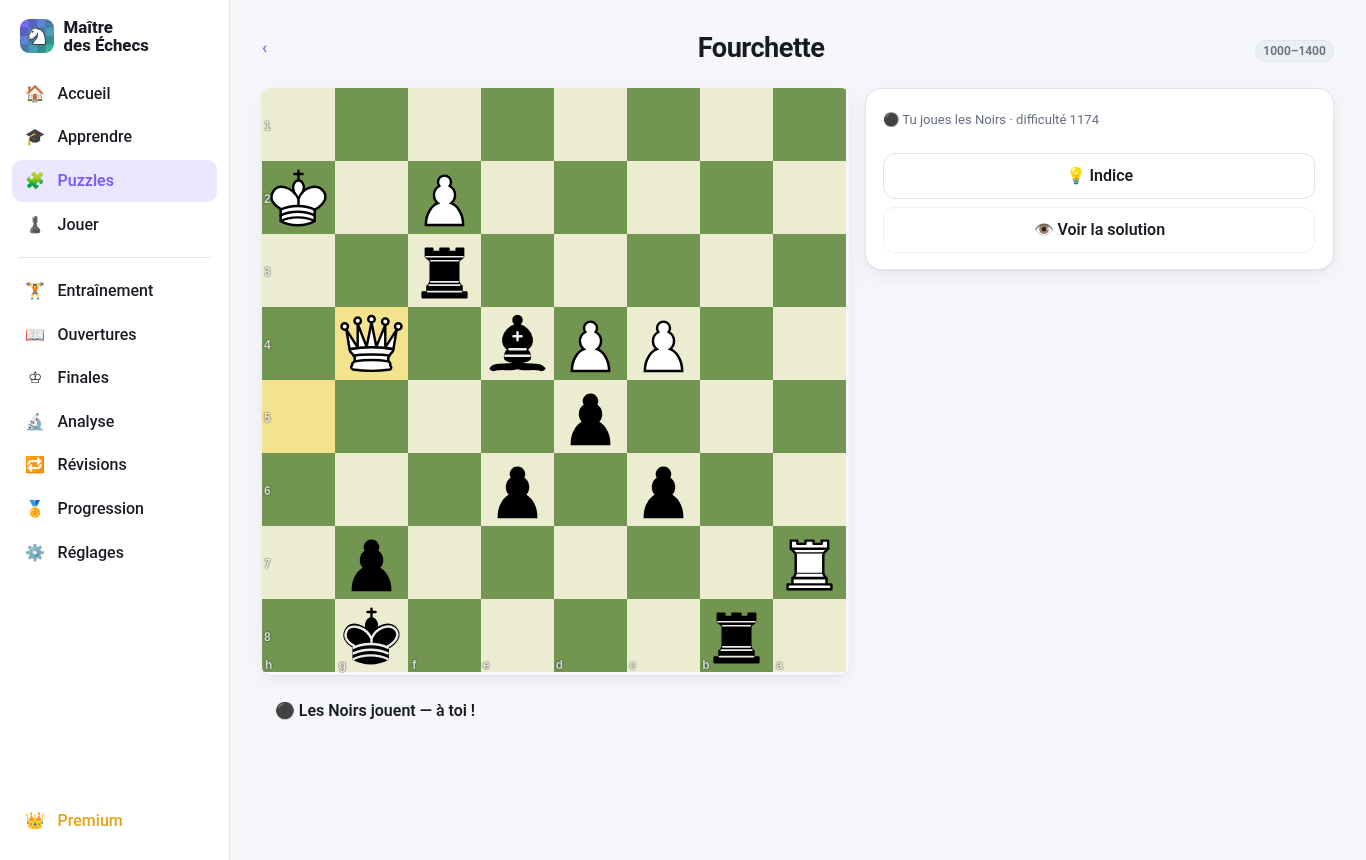 Maître
des Échecs
Accueil
Apprendre
Puzzles
Jouer
Entraînement
Ouvertures
Finales
Analyse
Révisions
Progression
Réglages
Premium
‹
Fourchette
1000–1400
1
2
3
4
5
6
7
8
h
g
f
e
d
c
b
a
Les Noirs jouent — à toi !
Tu joues les Noirs · difficulté 1174
Indice
Voir la solution